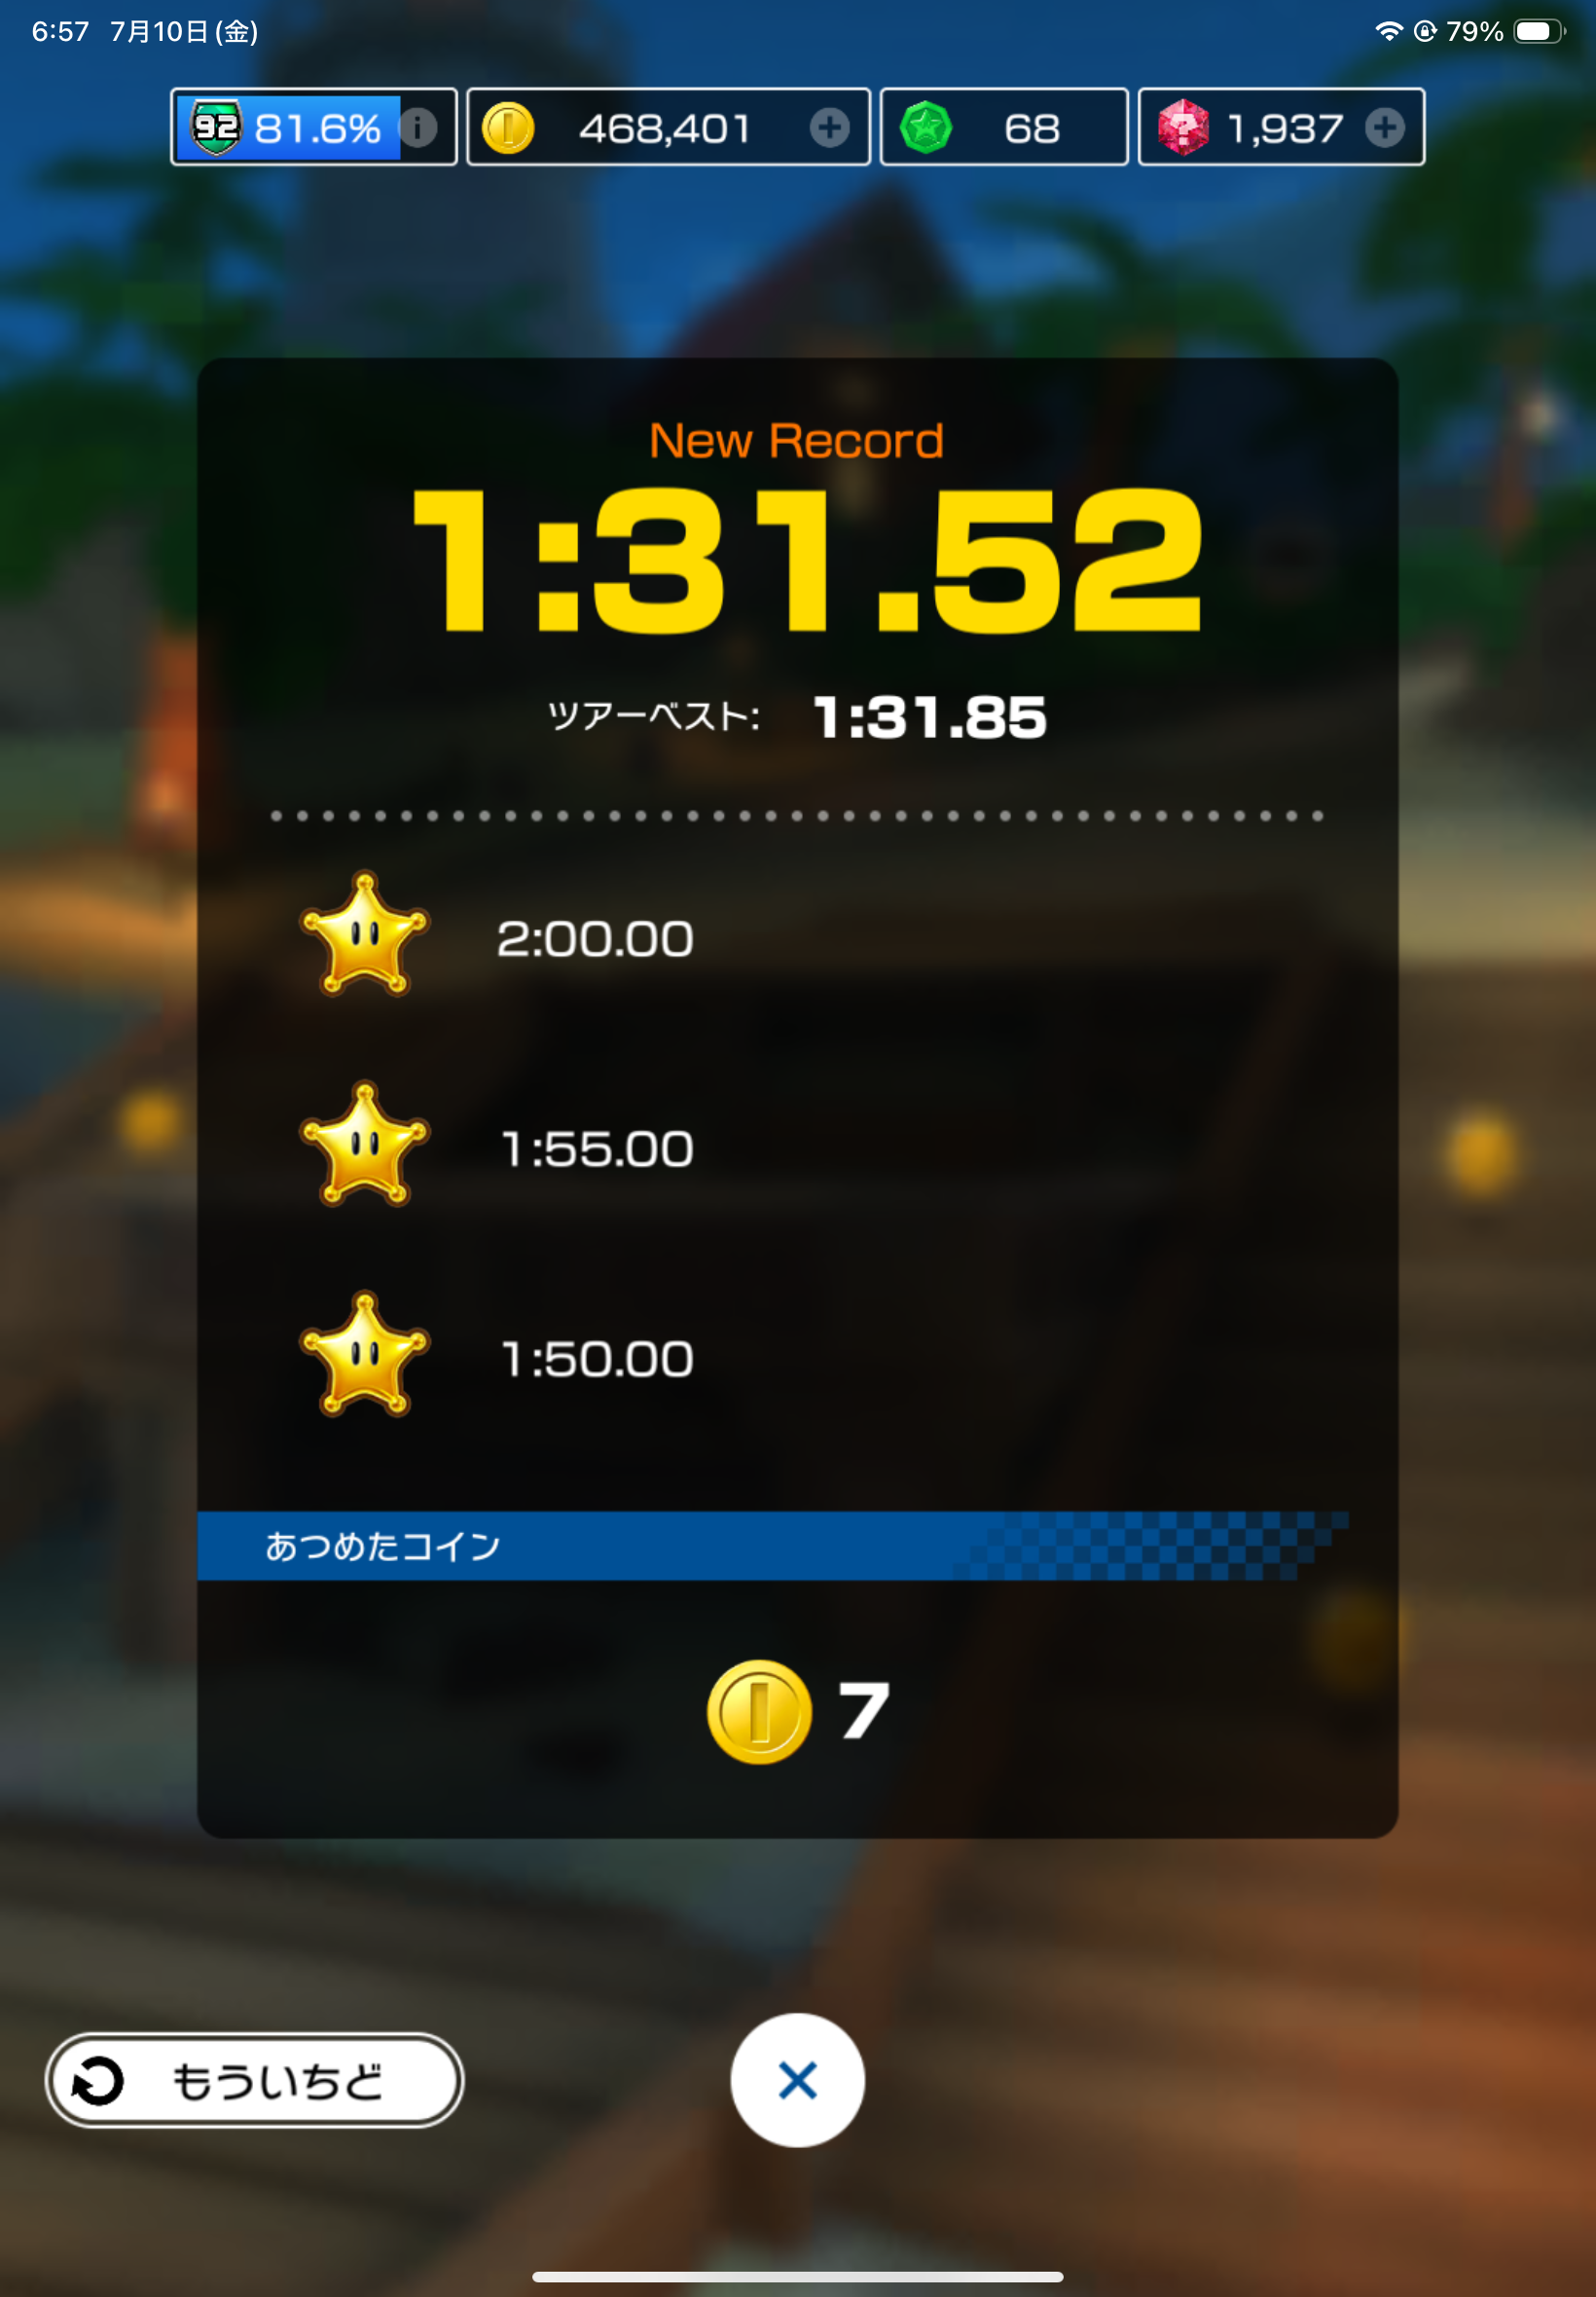 6:57 7月10日(金) 79%
92 81.6% i 468,401 + 68 ? 1,937 +
New Record
1:31.52
ツアーベスト: 1:31.85
2:00.00
1:55.00
1:50.00
あつめたコイン
7
もういちど ×